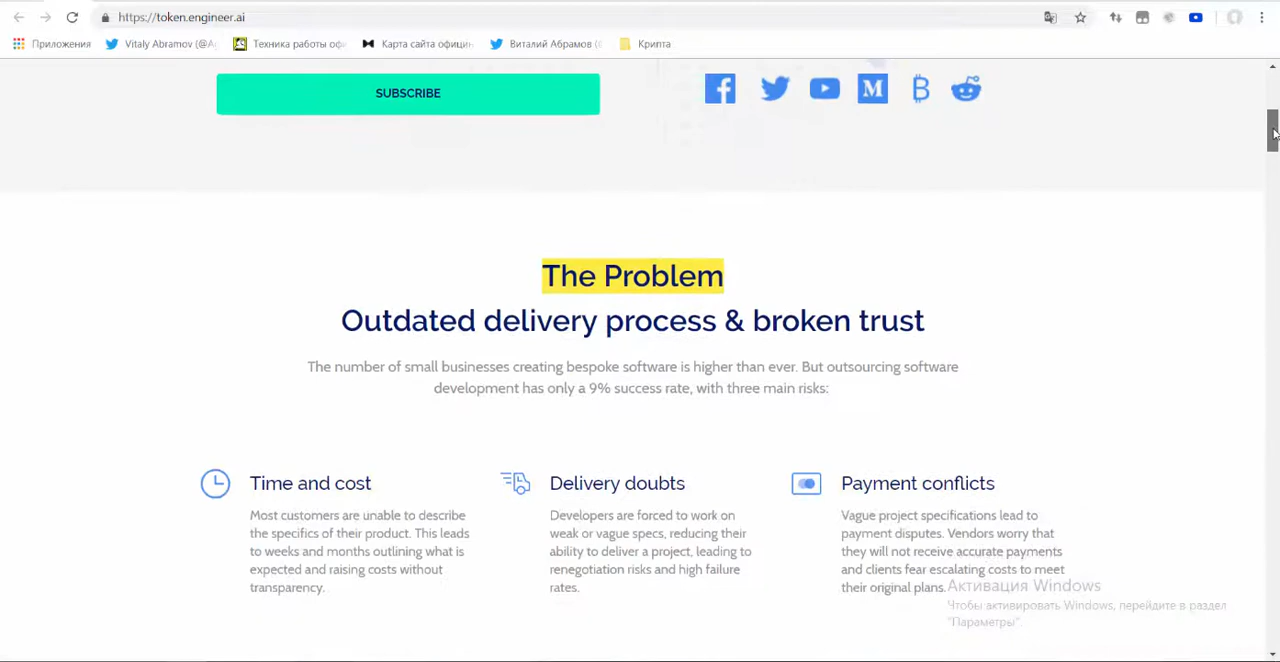 https://token.engineer.ai
Приложения
Vitaly Abramov (@A
Техника работы оф
Карта сайта официа
Виталий Абрамов (
Крипта
SUBSCRIBE
The Problem
Outdated delivery process & broken trust
The number of small businesses creating bespoke software is higher than ever. But outsourcing software
development has only a 9% success rate, with three main risks:
Time and cost
Most customers are unable to describe
the specifics of their product. This leads
to weeks and months outlining what is
expected and raising costs without
transparency.
Delivery doubts
Developers are forced to work on
weak or vague specs, reducing their
ability to deliver a project, leading to
renegotiation risks and high failure
rates.
Payment conflicts
Vague project specifications lead to
payment disputes. Vendors worry that
they will not receive accurate payments
and clients fear escalating costs to meet
their original plans.
Активация Windows
Чтобы активировать Windows, перейдите в раздел
"Параметры".